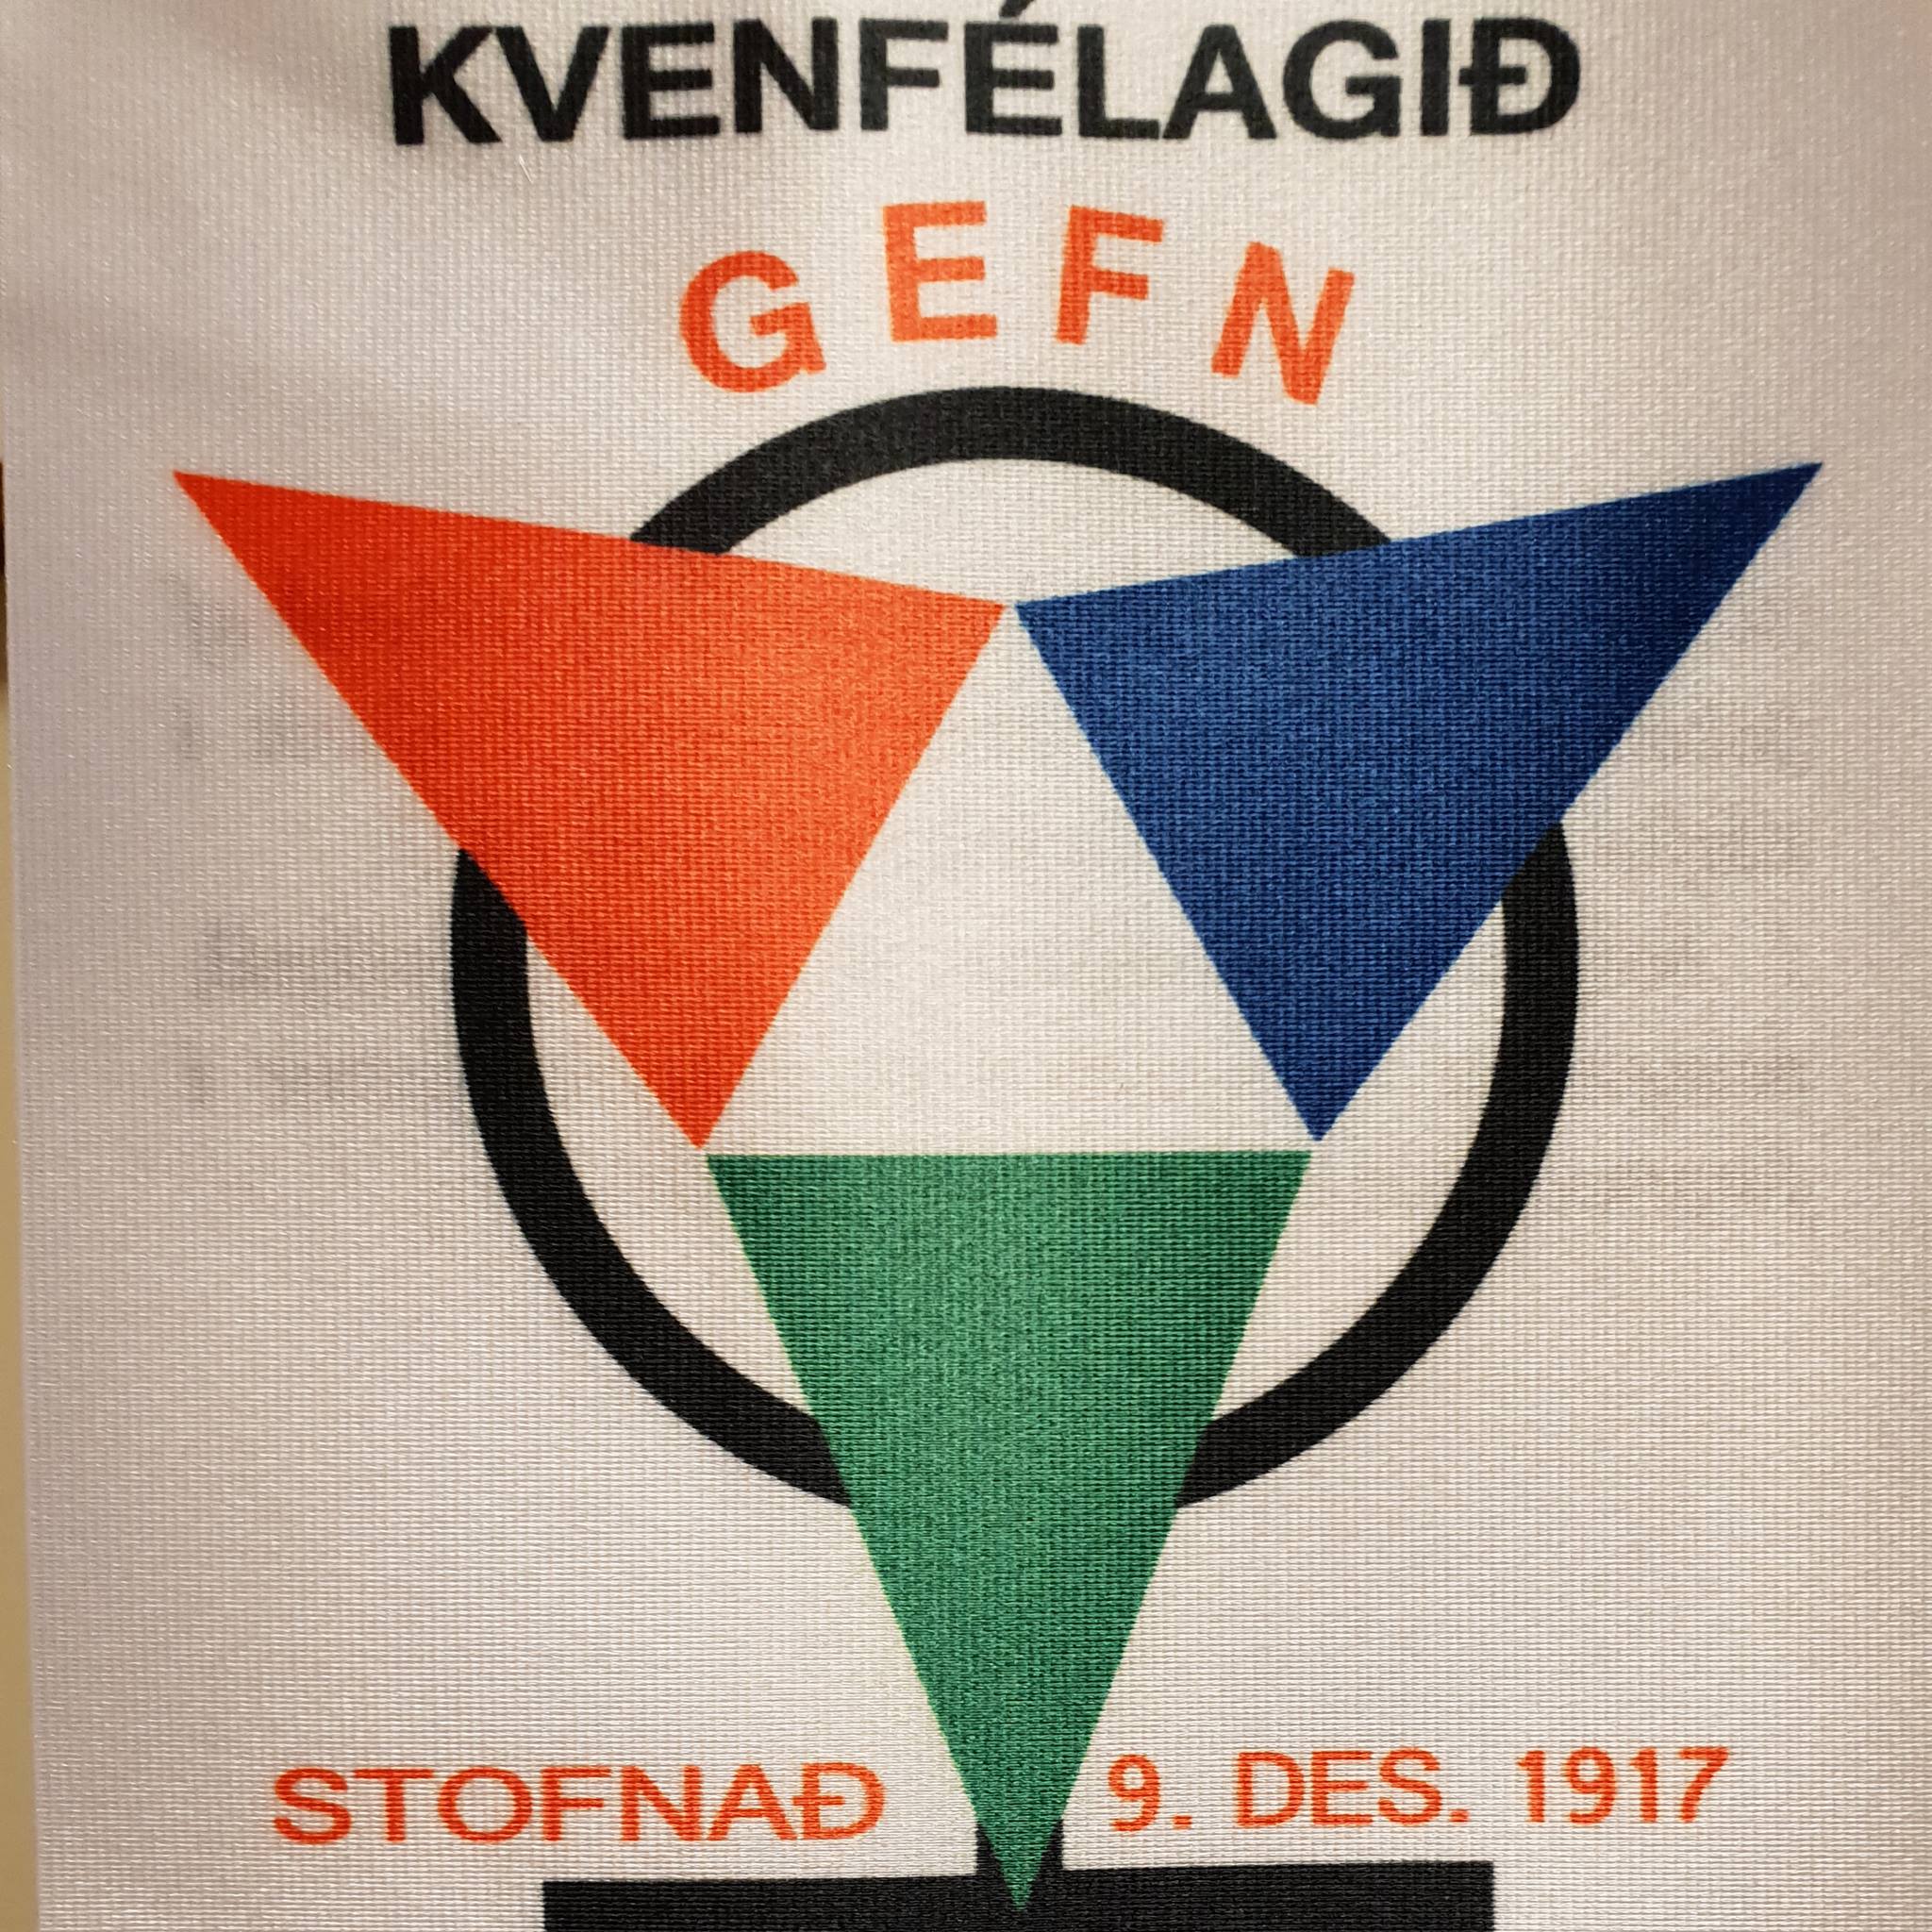 KVENFÉLAGIÐ
GEFN
STOFNAÐ 9. DES. 1917